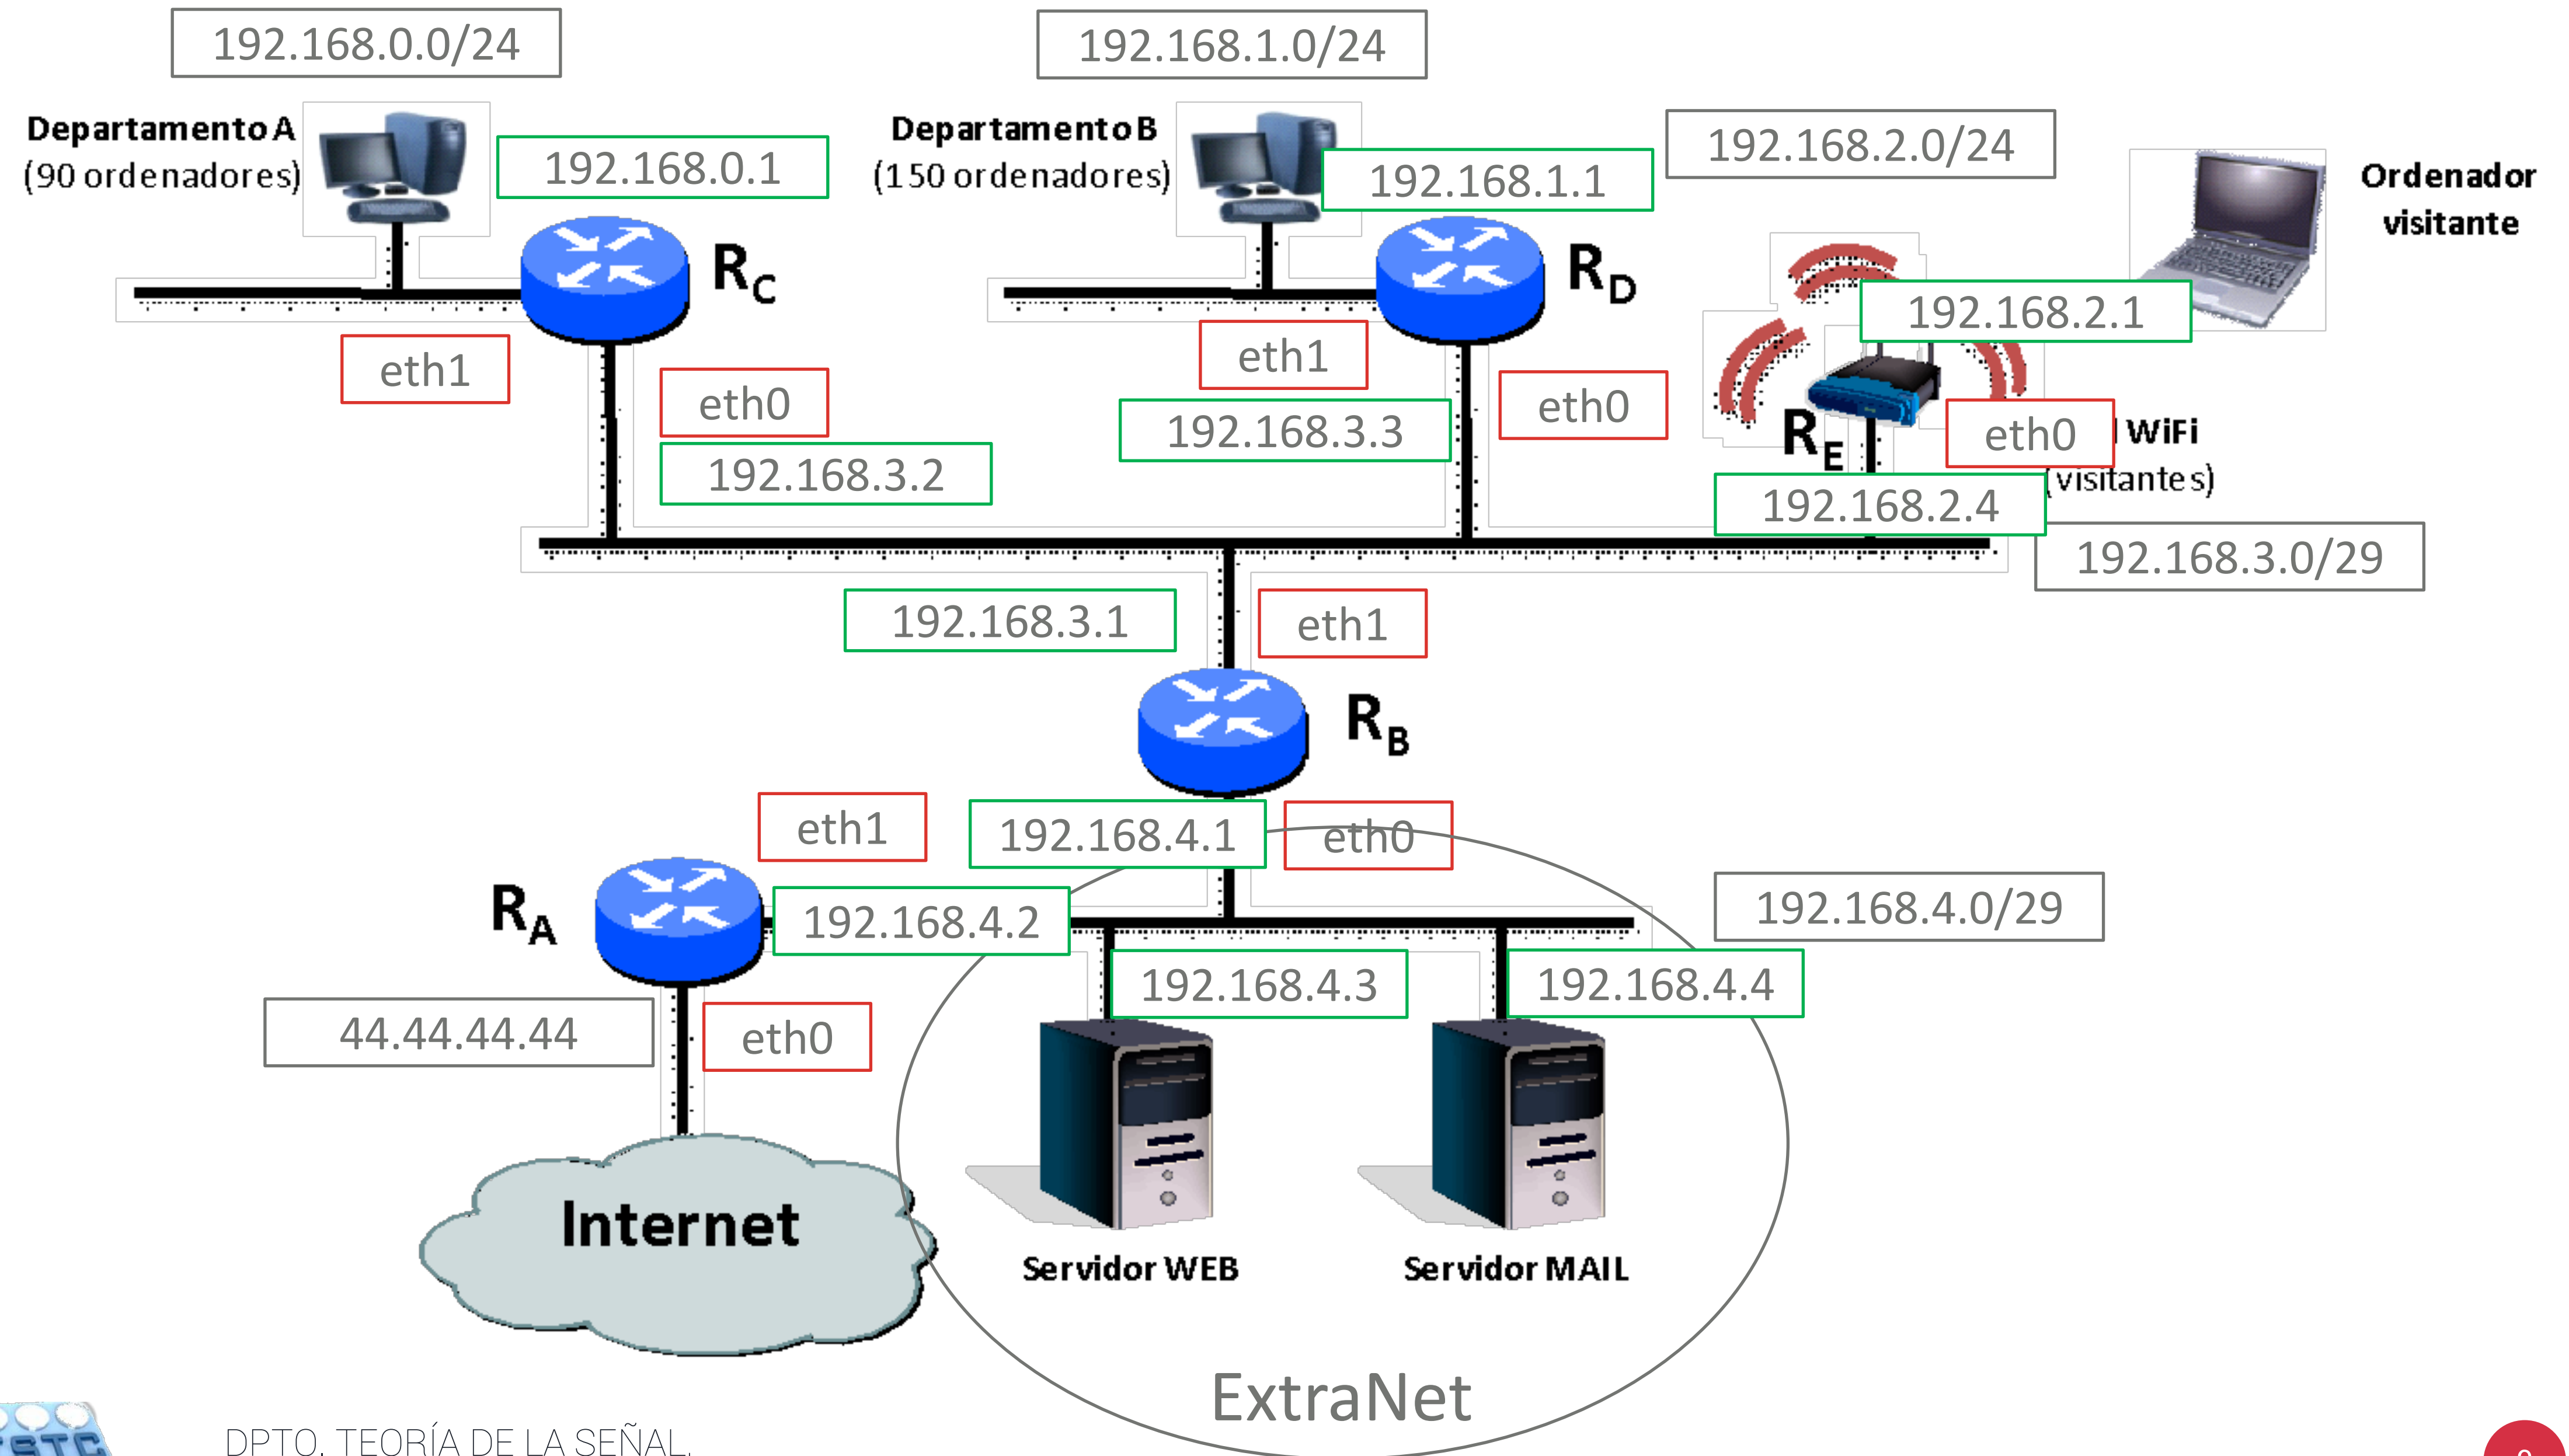 192.168.0.0/24
192.168.1.0/24
Departamento A
(90 ordenadores)
192.168.0.1
Departamento B
(150 ordenadores)
192.168.1.1
192.168.2.0/24
Ordenador
visitante
RC
RD
192.168.2.1
eth1
eth0
192.168.3.2
eth1
192.168.3.3
eth0
RE
eth0
WiFi
(visitantes)
192.168.2.4
192.168.3.0/29
192.168.3.1
eth1
RB
eth1
192.168.4.1
eth0
RA
192.168.4.2
192.168.4.0/29
192.168.4.3
192.168.4.4
44.44.44.44
eth0
Internet
Servidor WEB
Servidor MAIL
ExtraNet
DPTO. TEORÍA DE LA SEÑAL,